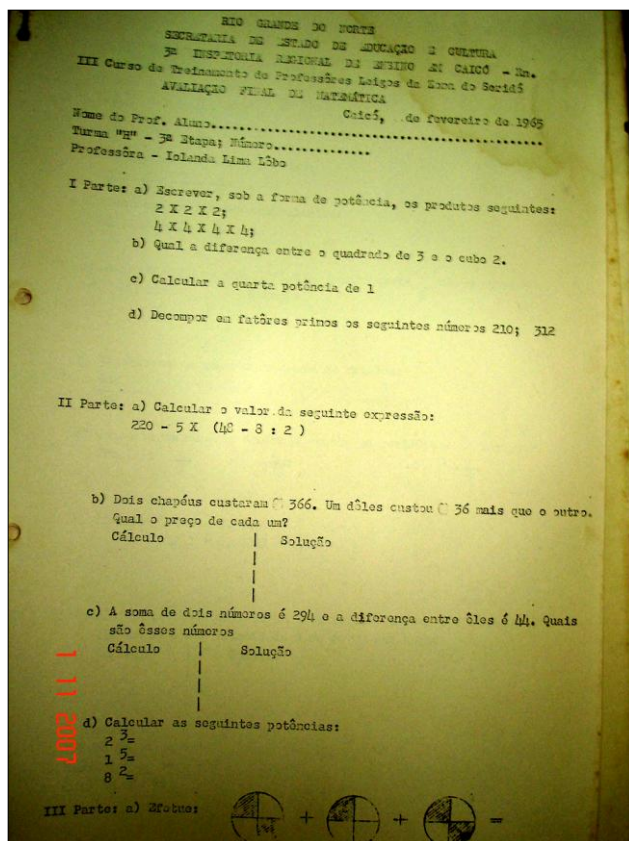 RIO GRANDE DO NORTE
SECRETARIA DE ESTADO DE EDUCAÇÃO E CULTURA
3ª INSPETORIA REGIONAL DE ENSINO EM CAICÓ - Rn.
III Curso de Treinamento de Professôres Leigos da Zona do Seridó
AVALIAÇÃO FINAL DE MATEMÁTICA
Caicó, de fevereiro de 1965
Nome do Prof. Aluno..............................................
Turma "H" - 3ª Etapa; Número...............
Professôra - Iolanda Lima Lôbo
I Parte: a) Escrever, sob a forma de potência, os produtos seguintes:
2 X 2 X 2;
4 X 4 X 4 X 4;
b) Qual a diferença entre o quadrado de 3 e o cubo 2.
c) Calcular a quarta potência de 1
d) Decompor em fatôres primos os seguintes números 210; 312
II Parte: a) Calcular o valor da seguinte expressão:
220 - 5 X (48 - 8 : 2 )
b) Dois chapéus custaram 366. Um dêles custou 36 mais que o outro.
Qual o preço de cada um?
Cálculo | Solução
c) A soma de dois números é 294 e a diferença entre êles é 44. Quais
são êsses números
Cálculo | Solução
d) Calcular as seguintes potências:
2 3=
1 5=
8 2=
III Parte: a) Efetue: + + =
1 11 2007